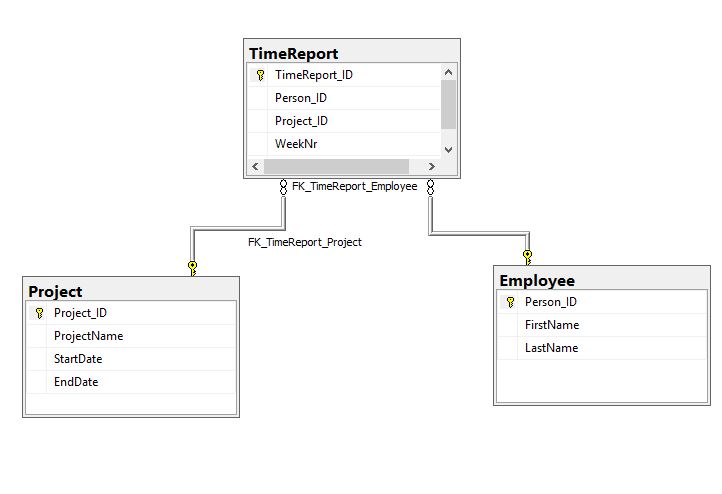 TimeReport
TimeReport_ID
Person_ID
Project_ID
WeekNr
FK_TimeReport_Employee
FK_TimeReport_Project
Project
Project_ID
ProjectName
StartDate
EndDate
Employee
Person_ID
FirstName
LastName